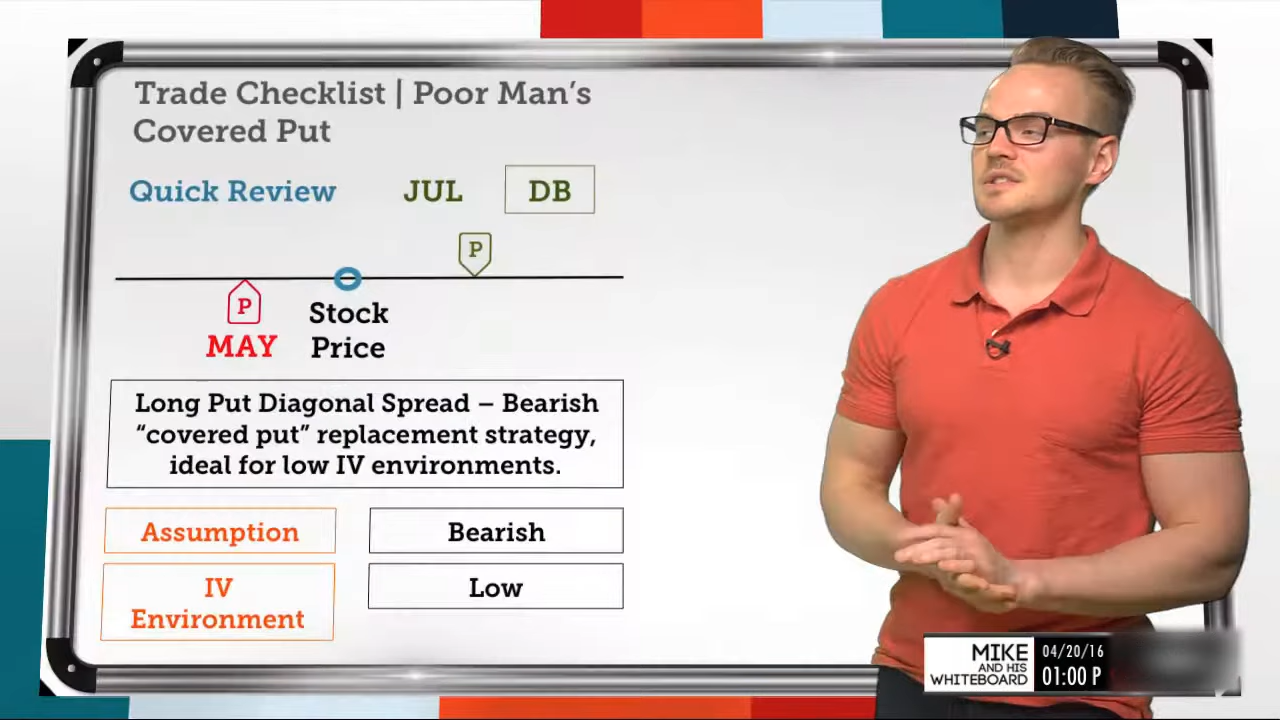 Trade Checklist | Poor Man’s
Covered Put
Quick Review
JUL
DB
P
P
MAY
Stock
Price
Long Put Diagonal Spread – Bearish
“covered put” replacement strategy,
ideal for low IV environments.
Assumption
Bearish
IV
Environment
Low
MIKE
AND HIS
WHITEBOARD
04/20/16
01:00 P